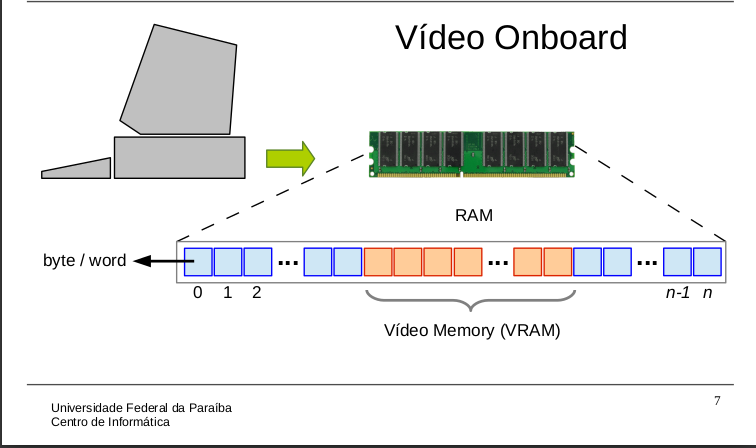 Vídeo Onboard
RAM
byte / word
... ... ...
0 1 2 n-1 n
Vídeo Memory (VRAM)
Universidade Federal da Paraíba
Centro de Informática
7